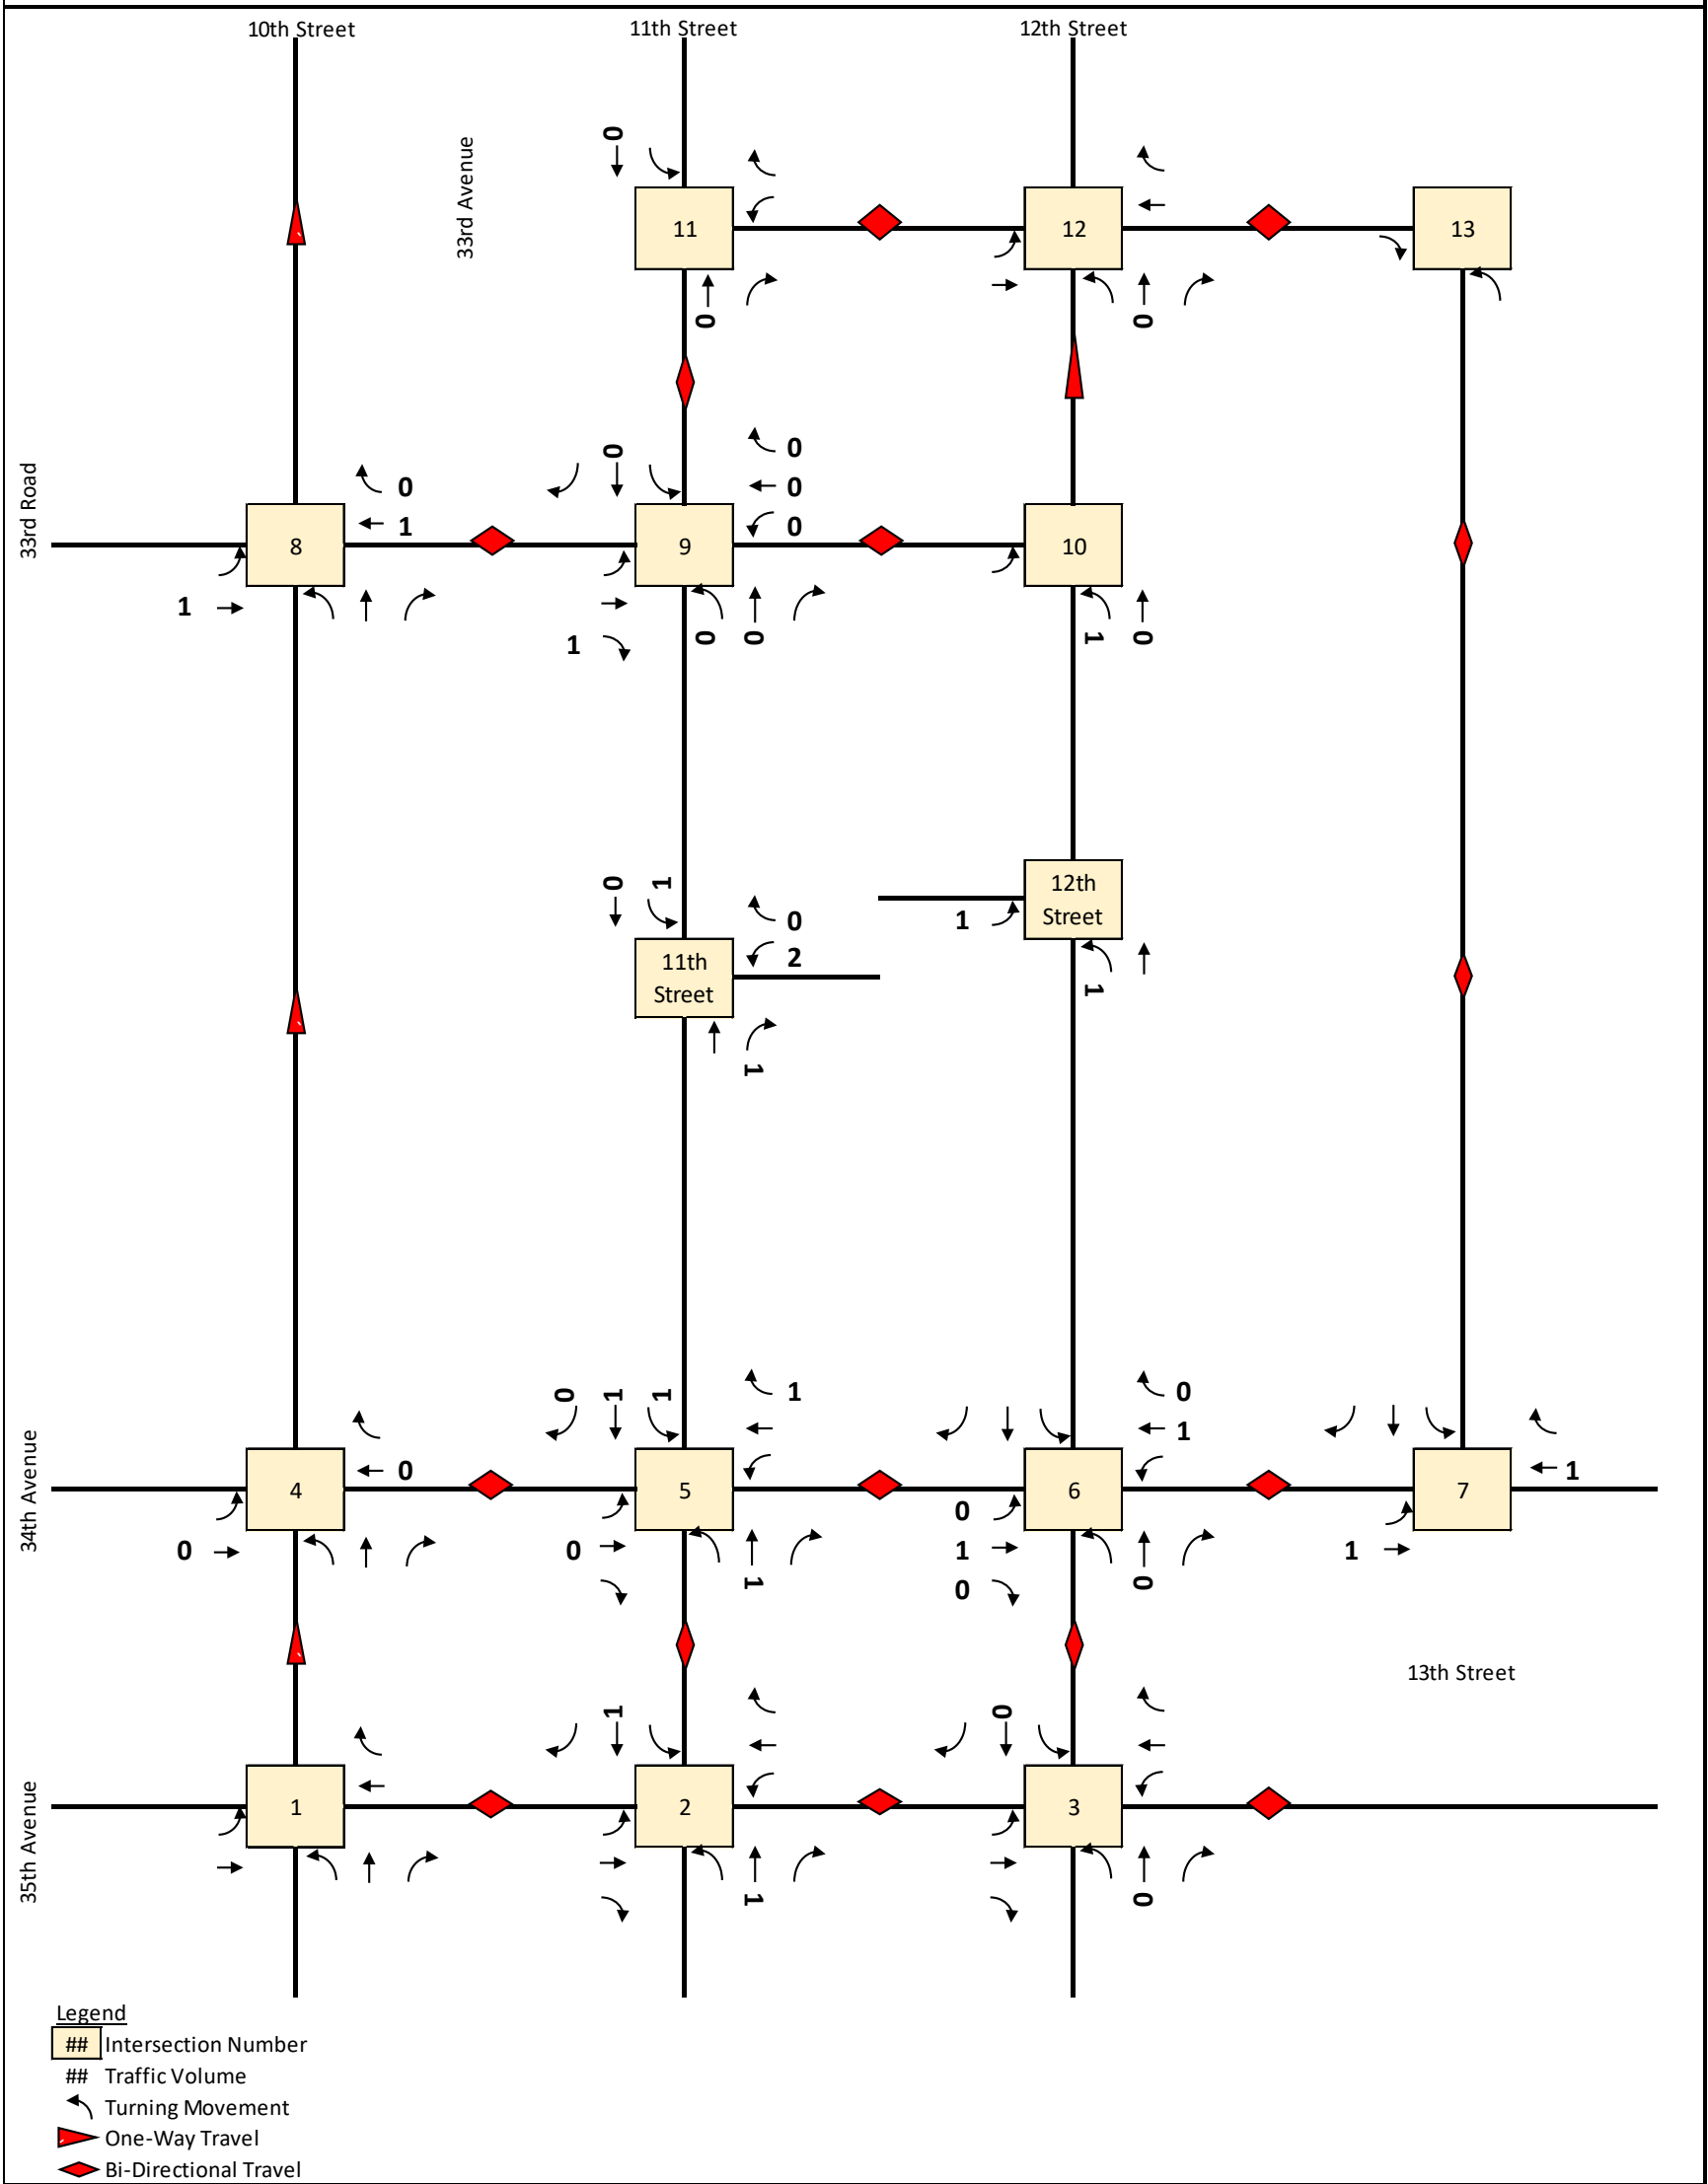 10th Street 11th Street 12th Street
0
33rd Avenue
11 12 13
0 0
0 0
0 0
0
33rd Road
1
8 9 10
1
1
0 0 1 0
12th
Street
0 1
0
1
2
11th
Street
1
1
0 1 1 1 0
1
34th Avenue
0 1
4 5 6 7
0
0 0 1 1
1 0
0
13th Street
1 0
35th Avenue
1 2 3
1 0
Legend
## Intersection Number
## Traffic Volume
Turning Movement
One-Way Travel
Bi-Directional Travel